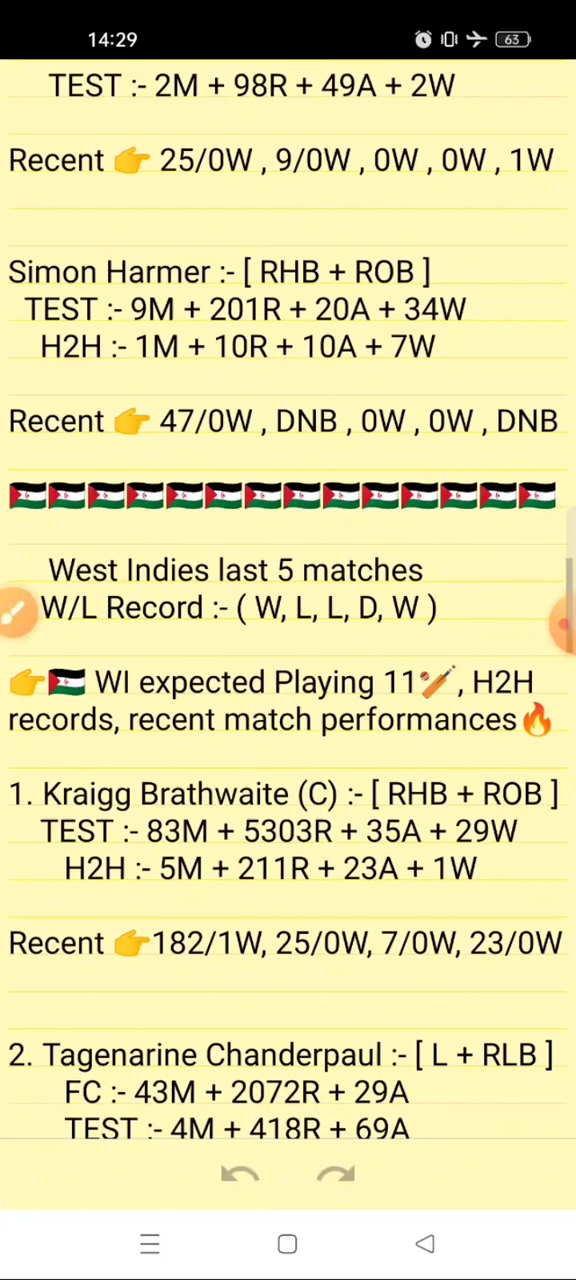 14:29
63
TEST :- 2M + 98R + 49A + 2W
Recent 👉 25/0W , 9/0W , 0W , 0W , 1W
Simon Harmer :- [ RHB + ROB ]
TEST :- 9M + 201R + 20A + 34W
H2H :- 1M + 10R + 10A + 7W
Recent 👉 47/0W , DNB , 0W , 0W , DNB
🇪🇭🇪🇭🇪🇭🇪🇭🇪🇭🇪🇭🇪🇭🇪🇭🇪🇭🇪🇭🇪🇭🇪🇭🇪🇭🇪🇭
West Indies last 5 matches
W/L Record :- ( W, L, L, D, W )
👉🇪🇭 WI expected Playing 11🏏, H2H
records, recent match performances🔥
1. Kraigg Brathwaite (C) :- [ RHB + ROB ]
TEST :- 83M + 5303R + 35A + 29W
H2H :- 5M + 211R + 23A + 1W
Recent 👉182/1W, 25/0W, 7/0W, 23/0W
2. Tagenarine Chanderpaul :- [ L + RLB ]
FC :- 43M + 2072R + 29A
TEST :- 4M + 418R + 69A